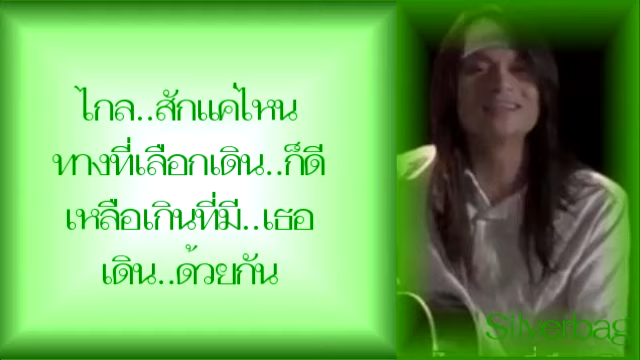 ไกล..สักแค่ไหน
ทางที่เลือกเดิน..ก็ดี
เหลือเกินที่มี..เธอ
เดิน..ด้วยกัน
Silverbag